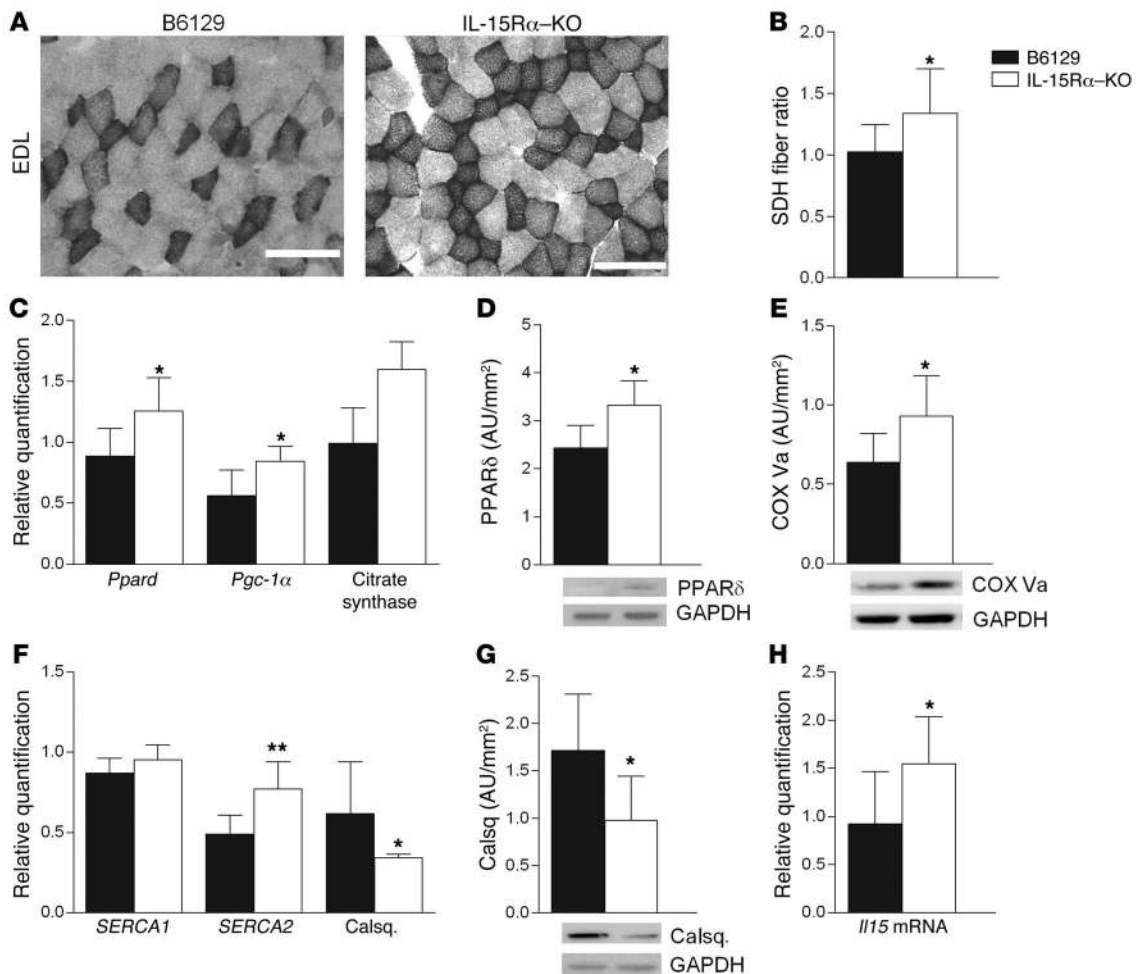 A
B6129
IL-15Rα–KO
EDL
B
SDH fiber ratio
2.0
1.5
1.0
0.5
0.0
*
B6129
IL-15Rα–KO
C
Relative quantification
2.0
1.5
1.0
0.5
0.0
*
*
Ppard
Pgc-1α
Citrate
synthase
D
PPARδ (AU/mm²)
5
4
3
2
1
0
*
PPARδ
GAPDH
E
COX Va (AU/mm²)
2.0
1.5
1.0
0.5
0.0
*
COX Va
GAPDH
F
Relative quantification
1.5
1.0
0.5
0.0
**
*
SERCA1
SERCA2
Calsq.
G
Calsq (AU/mm²)
2.5
2.0
1.5
1.0
0.5
0.0
*
Calsq.
GAPDH
H
Relative quantification
2.5
2.0
1.5
1.0
0.5
0.0
*
Il15 mRNA